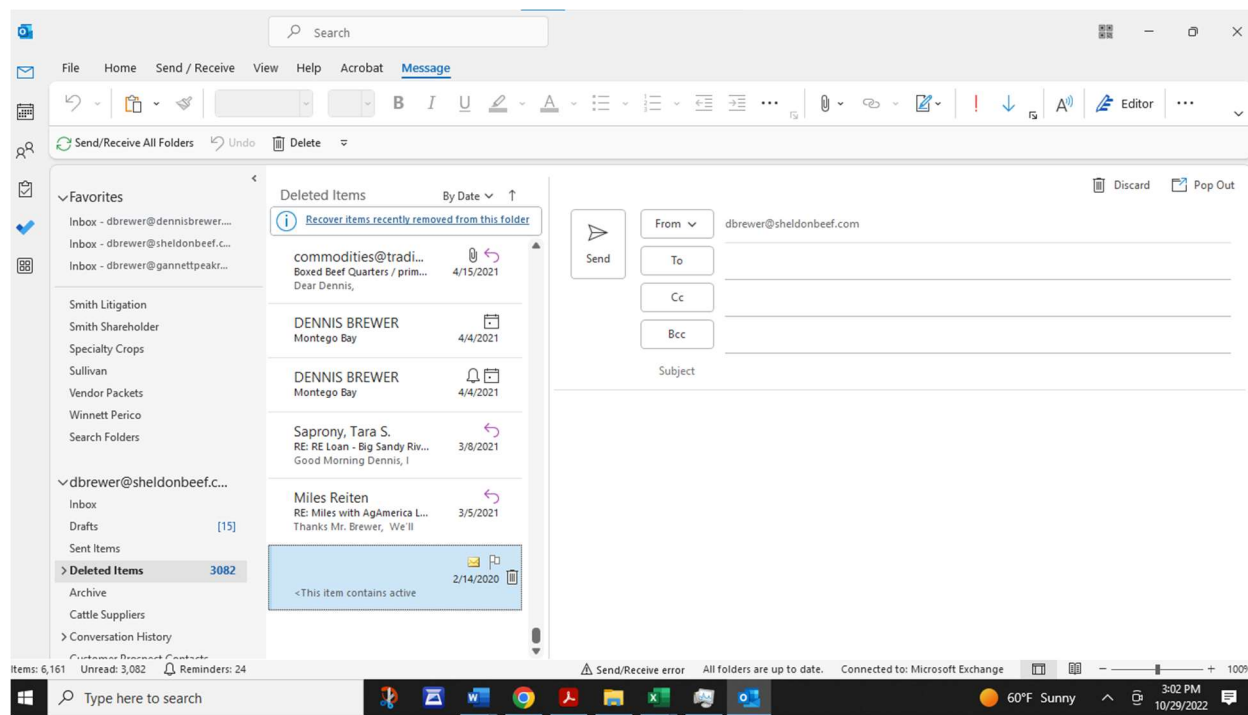 Search
File Home Send / Receive View Help Acrobat Message
B I U A Editor
Send/Receive All Folders Undo Delete
Favorites
Inbox - dbrewer@dennisbrewer....
Inbox - dbrewer@sheldonbeef.c...
Inbox - dbrewer@gannettpeakr...
Smith Litigation
Smith Shareholder
Specialty Crops
Sullivan
Vendor Packets
Winnett Perico
Search Folders
dbrewer@sheldonbeef.c...
Inbox
Drafts [15]
Sent Items
Deleted Items 3082
Archive
Cattle Suppliers
Conversation History
Customer Prospect Contacts
Deleted Items By Date
Recover items recently removed from this folder
commodities@tradi...
Boxed Beef Quarters / prim... 4/15/2021
Dear Dennis,
DENNIS BREWER
Montego Bay 4/4/2021
DENNIS BREWER
Montego Bay 4/4/2021
Saprony, Tara S.
RE: RE Loan - Big Sandy Riv... 3/8/2021
Good Morning Dennis, I
Miles Reiten
RE: Miles with AgAmerica L... 3/5/2021
Thanks Mr. Brewer, We'll
2/14/2020
<This item contains active
Discard Pop Out
Send
From dbrewer@sheldonbeef.com
To
Cc
Bcc
Subject
Items: 6,161 Unread: 3,082 Reminders: 24 Send/Receive error All folders are up to date. Connected to: Microsoft Exchange 100%
Type here to search 60°F Sunny 3:02 PM
10/29/2022